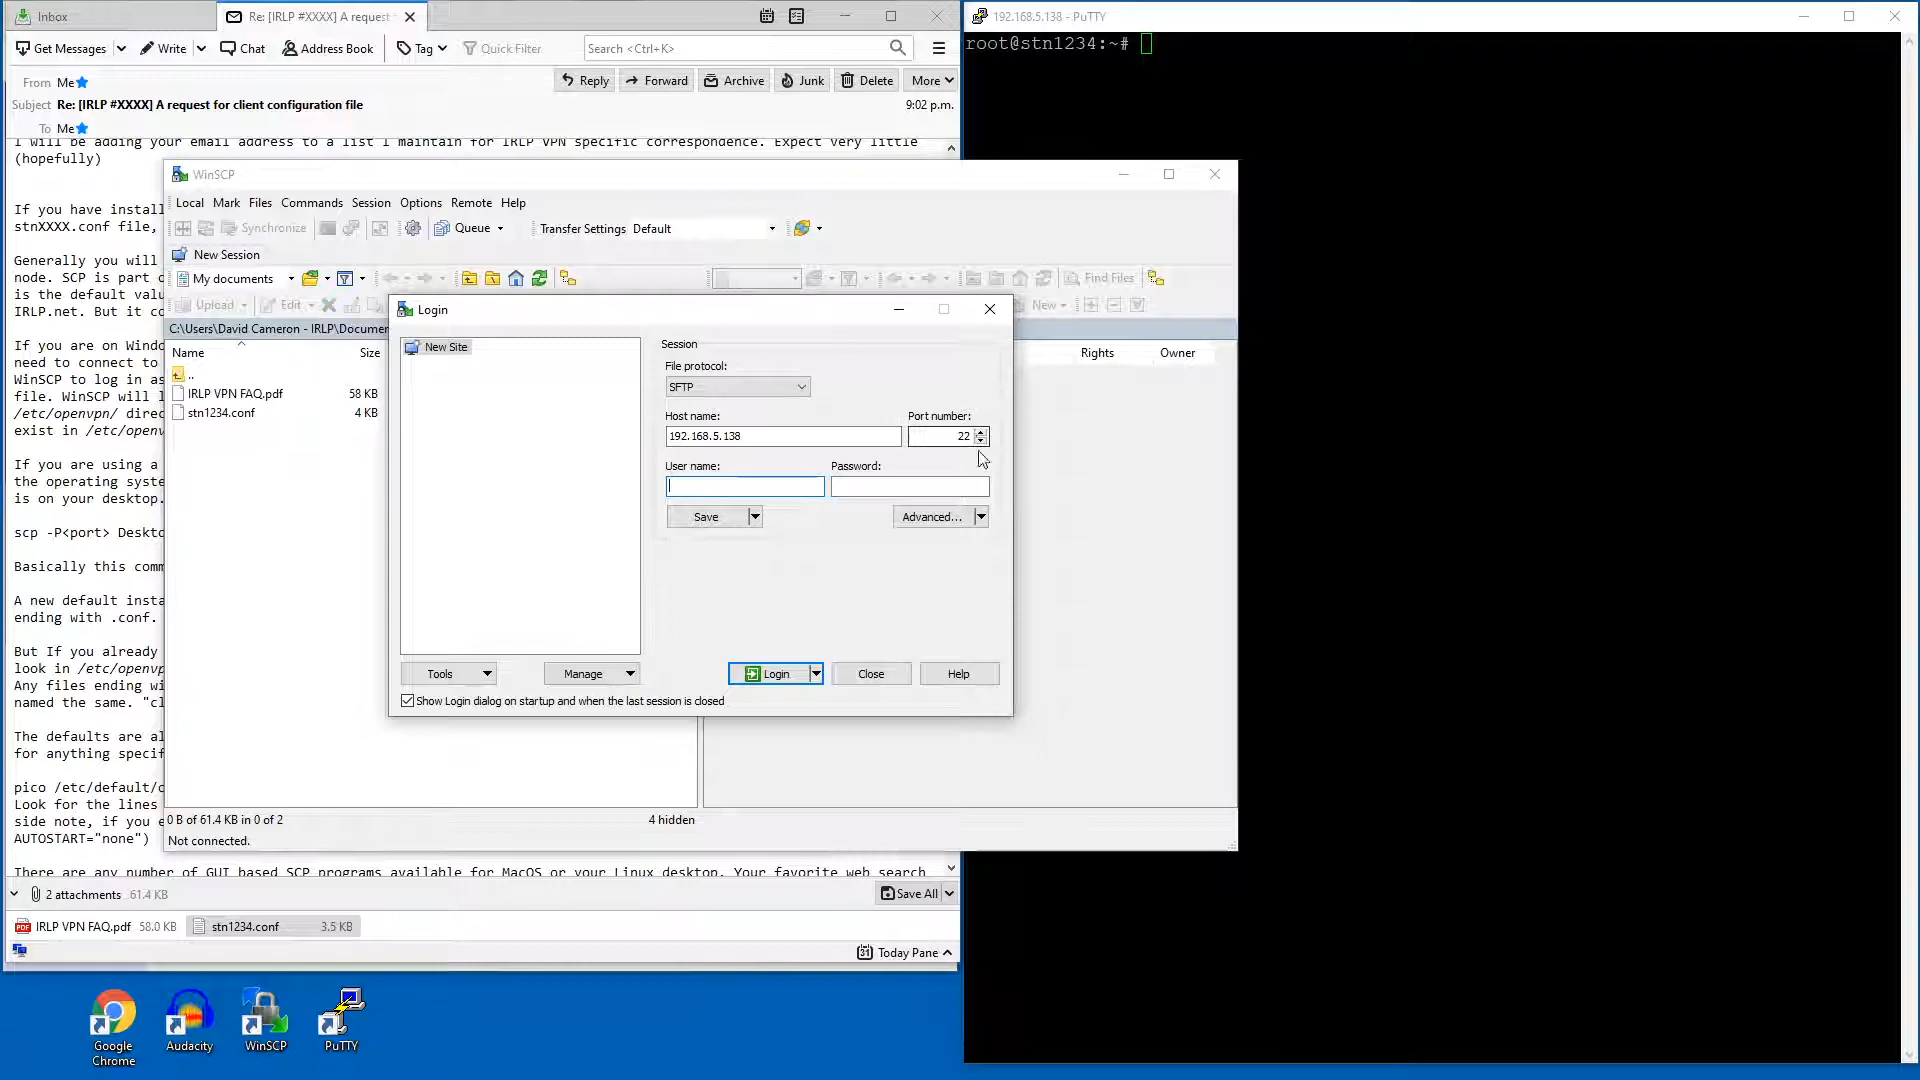 Inbox
Re: [IRLP #XXXX] A request
Get Messages
Write
Chat
Address Book
Tag
Quick Filter
Search <Ctrl+K>
From Me
Reply
Forward
Archive
Junk
Delete
More
Subject Re: [IRLP #XXXX] A request for client configuration file
9:02 p.m.
To Me
I will be adding your email address to a list I maintain for IRLP VPN specific correspondence. Expect very little
(hopefully)
If you have install
stnXXXX.conf file,
Generally you will
node. SCP is part o
is the default valu
IRLP.net. But it co
If you are on Windo
need to connect to
WinSCP to log in as
file. WinSCP will l
/etc/openvpn/ direc
exist in /etc/openv
If you are using a
the operating syste
is on your desktop.
scp -P<port> Deskto
Basically this comm
A new default insta
ending with .conf.
But If you already
look in /etc/openvp
Any files ending wi
named the same. "cl
The defaults are al
for anything specif
pico /etc/default/o
Look for the lines
side note, if you e
AUTOSTART="none")
There are any number of GUI based SCP programs available for MacOS or your Linux desktop. Your favorite web search
2 attachments 61.4 KB
Save All
IRLP VPN FAQ.pdf 58.0 KB
stn1234.conf 3.5 KB
Today Pane
WinSCP
Local Mark Files Commands Session Options Remote Help
Synchronize
Queue
Transfer Settings Default
New Session
My documents
Find Files
Upload
Edit
New
C:\Users\David Cameron - IRLP\Documen
Name
Size
Rights
Owner
..
IRLP VPN FAQ.pdf 58 KB
stn1234.conf 4 KB
0 B of 61.4 KB in 0 of 2
4 hidden
Not connected.
Login
New Site
Session
File protocol:
SFTP
Host name:
Port number:
192.168.5.138
22
User name:
Password:
Save
Advanced...
Tools
Manage
Login
Close
Help
Show Login dialog on startup and when the last session is closed
192.168.5.138 - PuTTY
root@stn1234:~#
Google Chrome
Audacity
WinSCP
PuTTY